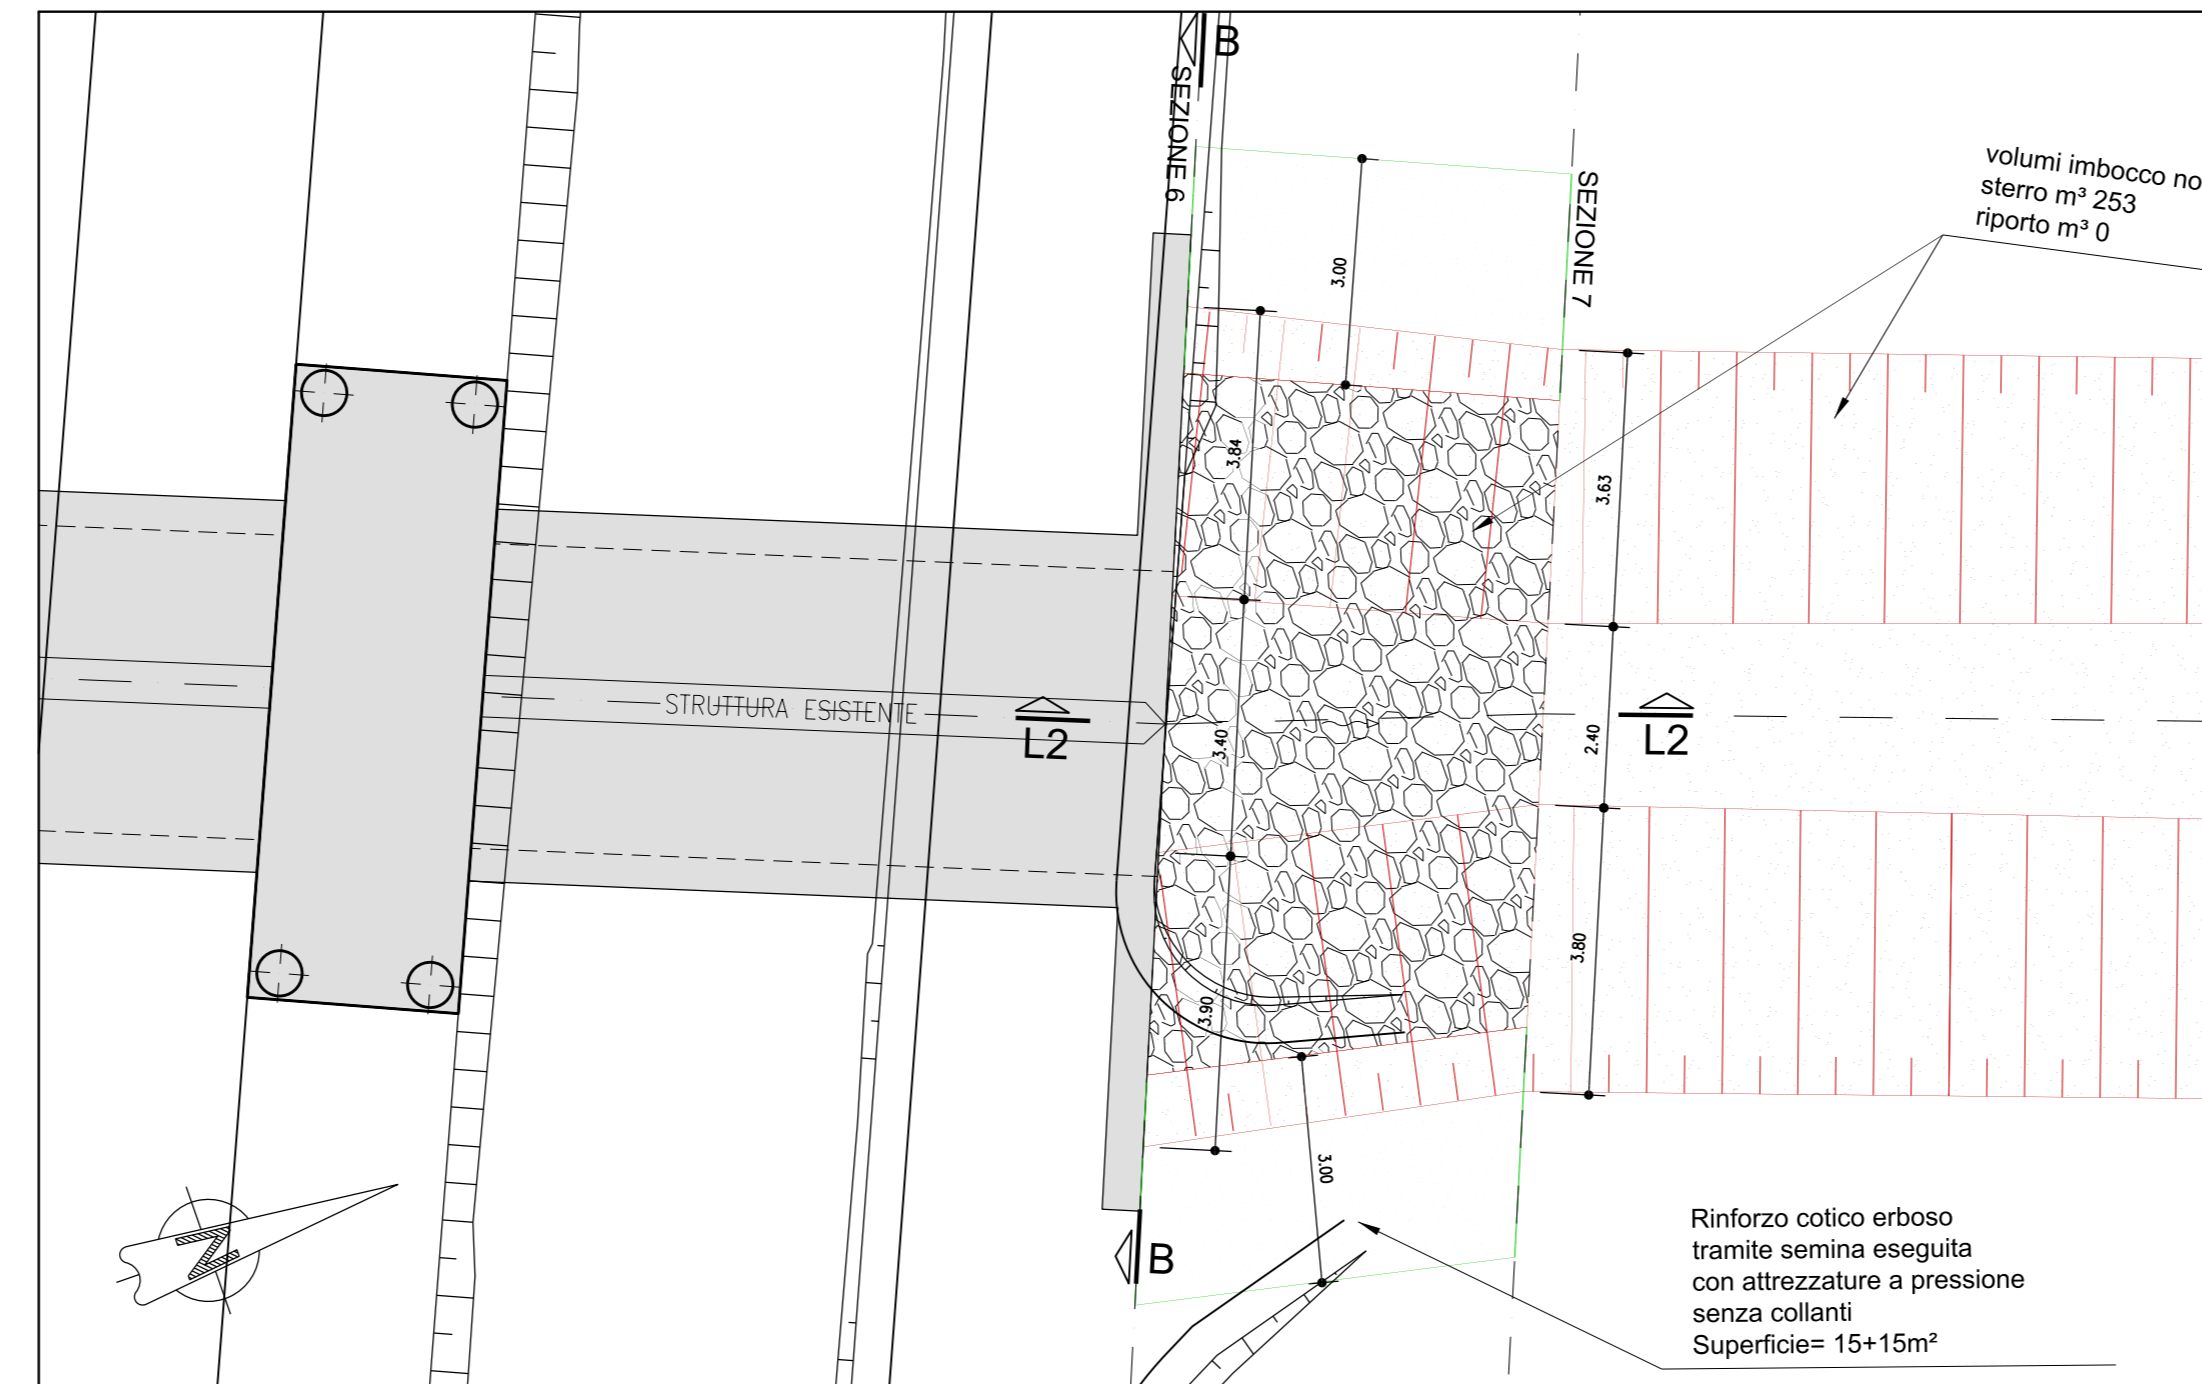 B
SEZIONE 6
SEZIONE 7
volumi imbocco no
sterro m³ 253
riporto m³ 0
3.00
3.84
3.63
STRUTTURA ESISTENTE
L2
3.40
2.40
L2
3.80
3.90
3.00
B
N
Rinforzo cotico erboso
tramite semina eseguita
con attrezzature a pressione
senza collanti
Superficie= 15+15m²